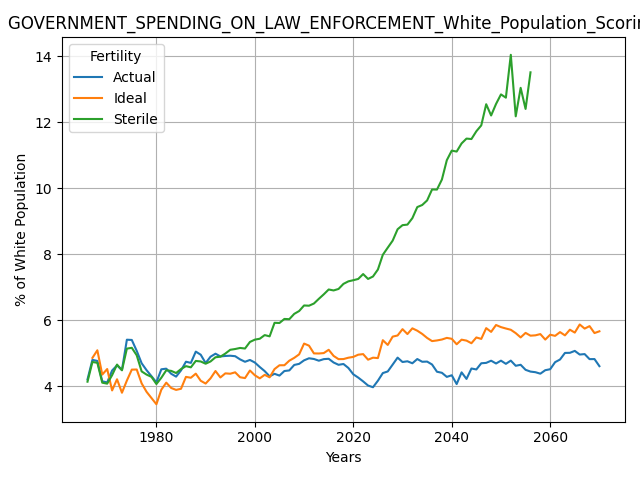 GOVERNMENT_SPENDING_ON_LAW_ENFORCEMENT_White_Population_Scorin
Fertility
Actual
Ideal
Sterile
% of White Population
14
12
10
8
6
4
1980 2000 2020 2040 2060
Years